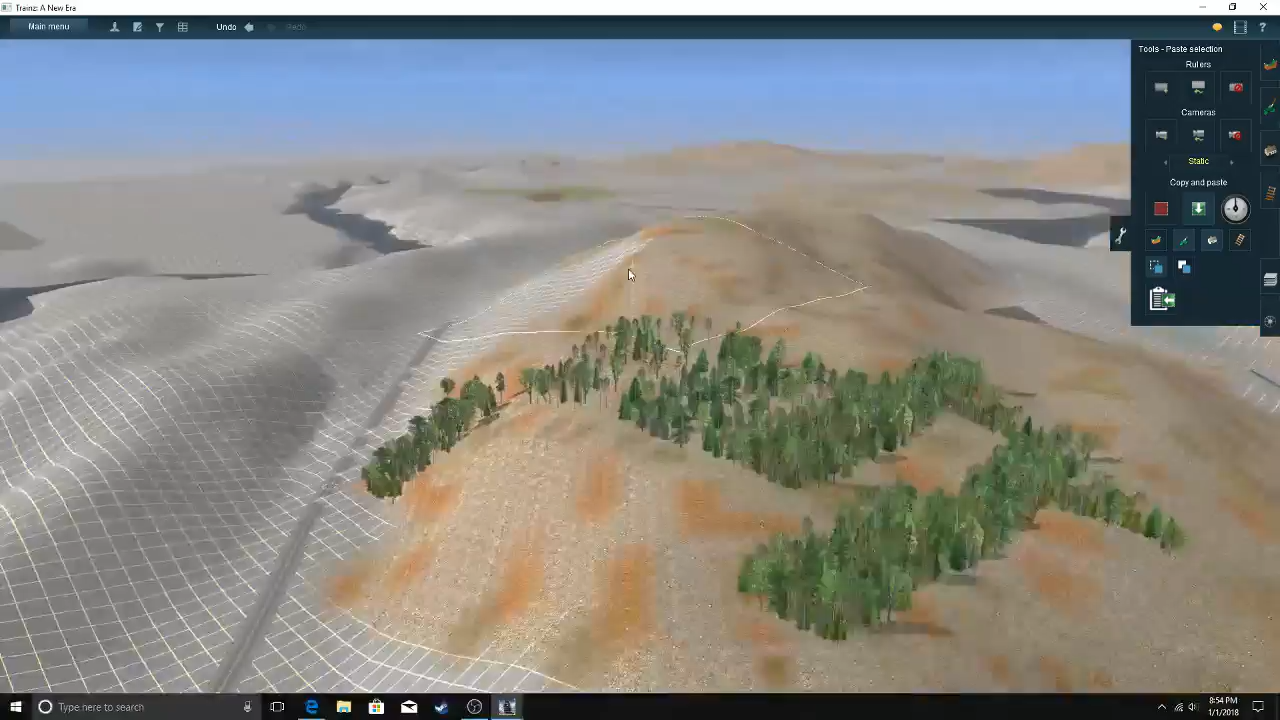 Trainz: A New Era
Main menu
Undo
Redo
?
Tools - Paste selection
Rulers
Cameras
Static
Copy and paste
Type here to search
8:54 PM
1/1/2018